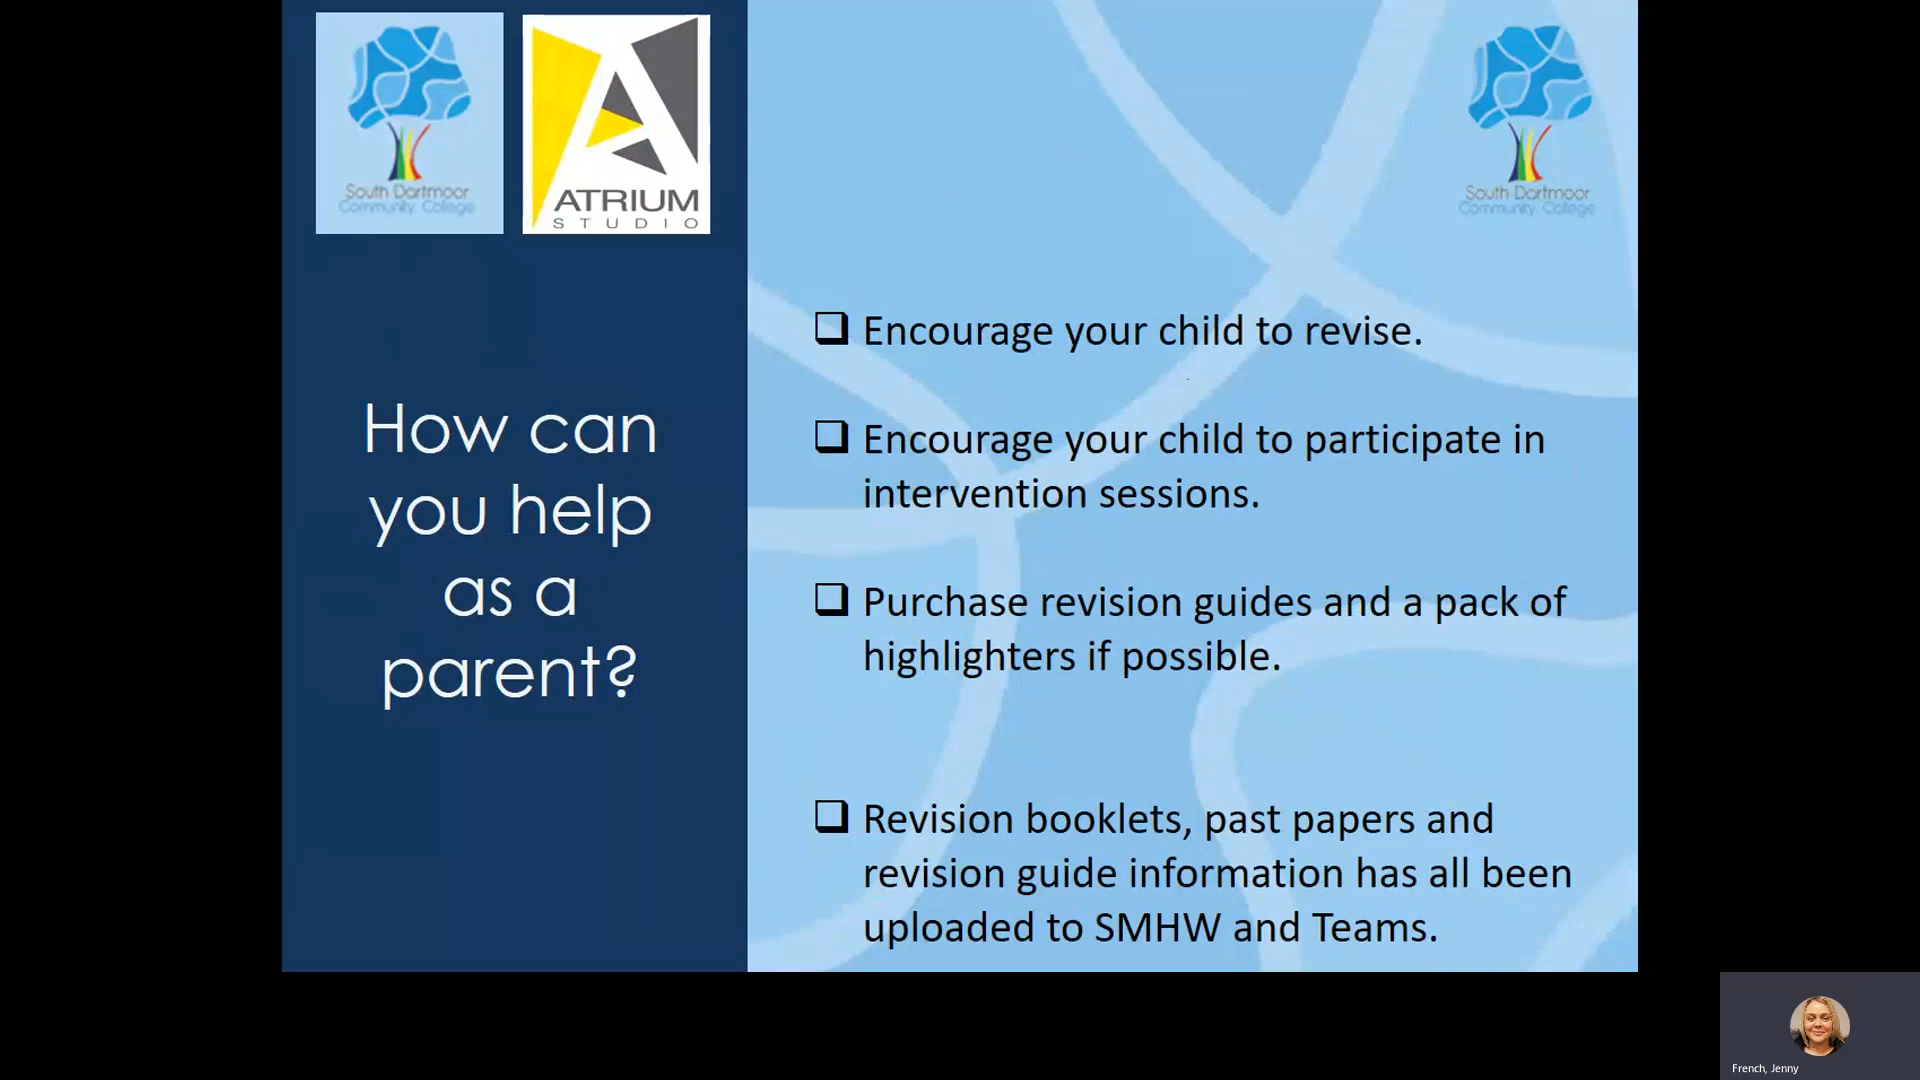 South Dartmoor
Community College
ATRIUM
STUDIO
South Dartmoor
Community College
How can
you help
as a
parent?
❑ Encourage your child to revise.
❑ Encourage your child to participate in
intervention sessions.
❑ Purchase revision guides and a pack of
highlighters if possible.
❑ Revision booklets, past papers and
revision guide information has all been
uploaded to SMHW and Teams.
French, Jenny